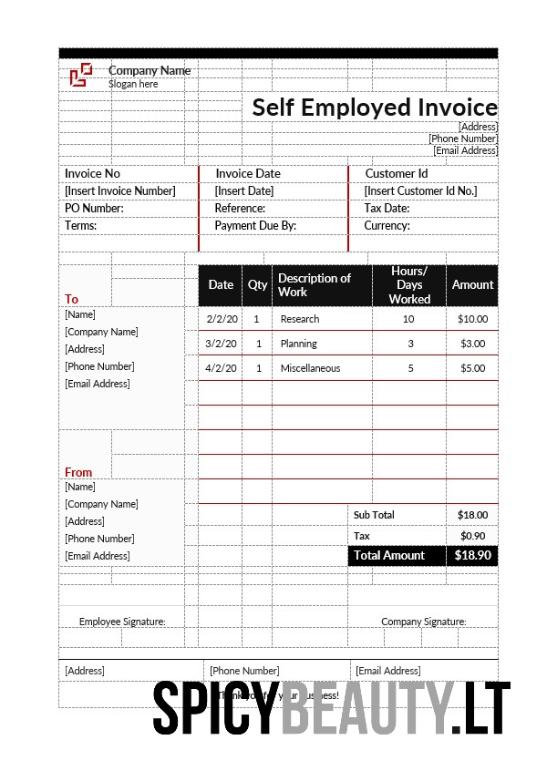 Company Name
Slogan here
Self Employed Invoice
[Address]
[Phone Number]
[Email Address]
Invoice No Invoice Date Customer Id
[Insert Invoice Number] [Insert Date] [Insert Customer Id No.]
PO Number: Reference: Tax Date:
Terms: Payment Due By: Currency:
To
[Name]
[Company Name]
[Address]
[Phone Number]
[Email Address]
From
[Name]
[Company Name]
[Address]
[Phone Number]
[Email Address]
Date Qty Description of Work Hours/ Days Worked Amount
2/2/20 1 Research 10 $10.00
3/2/20 1 Planning 3 $3.00
4/2/20 1 Miscellaneous 5 $5.00
Sub Total $18.00
Tax $0.90
Total Amount $18.90
Employee Signature: Company Signature:
[Address] [Phone Number] [Email Address]
Thank you for your business!
SPICYBEAUTY.LT